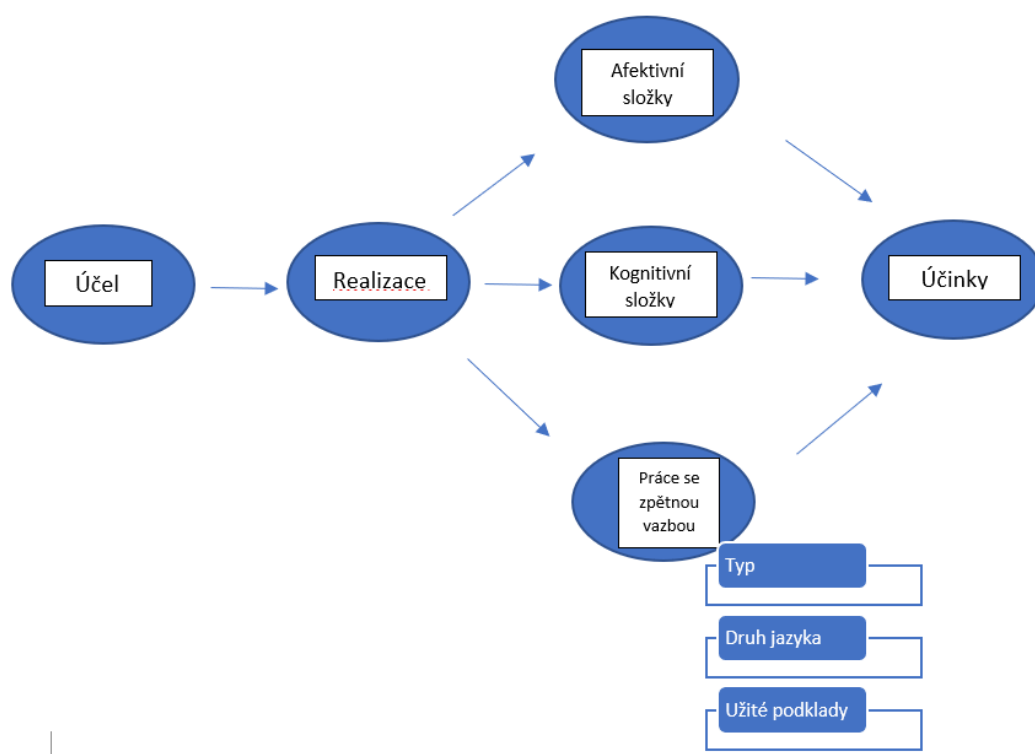 Afektivní
složky
Účel
Realizace
Kognitivní
složky
Účinky
Práce se
zpětnou
vazbou
Typ
Druh jazyka
Užité podklady